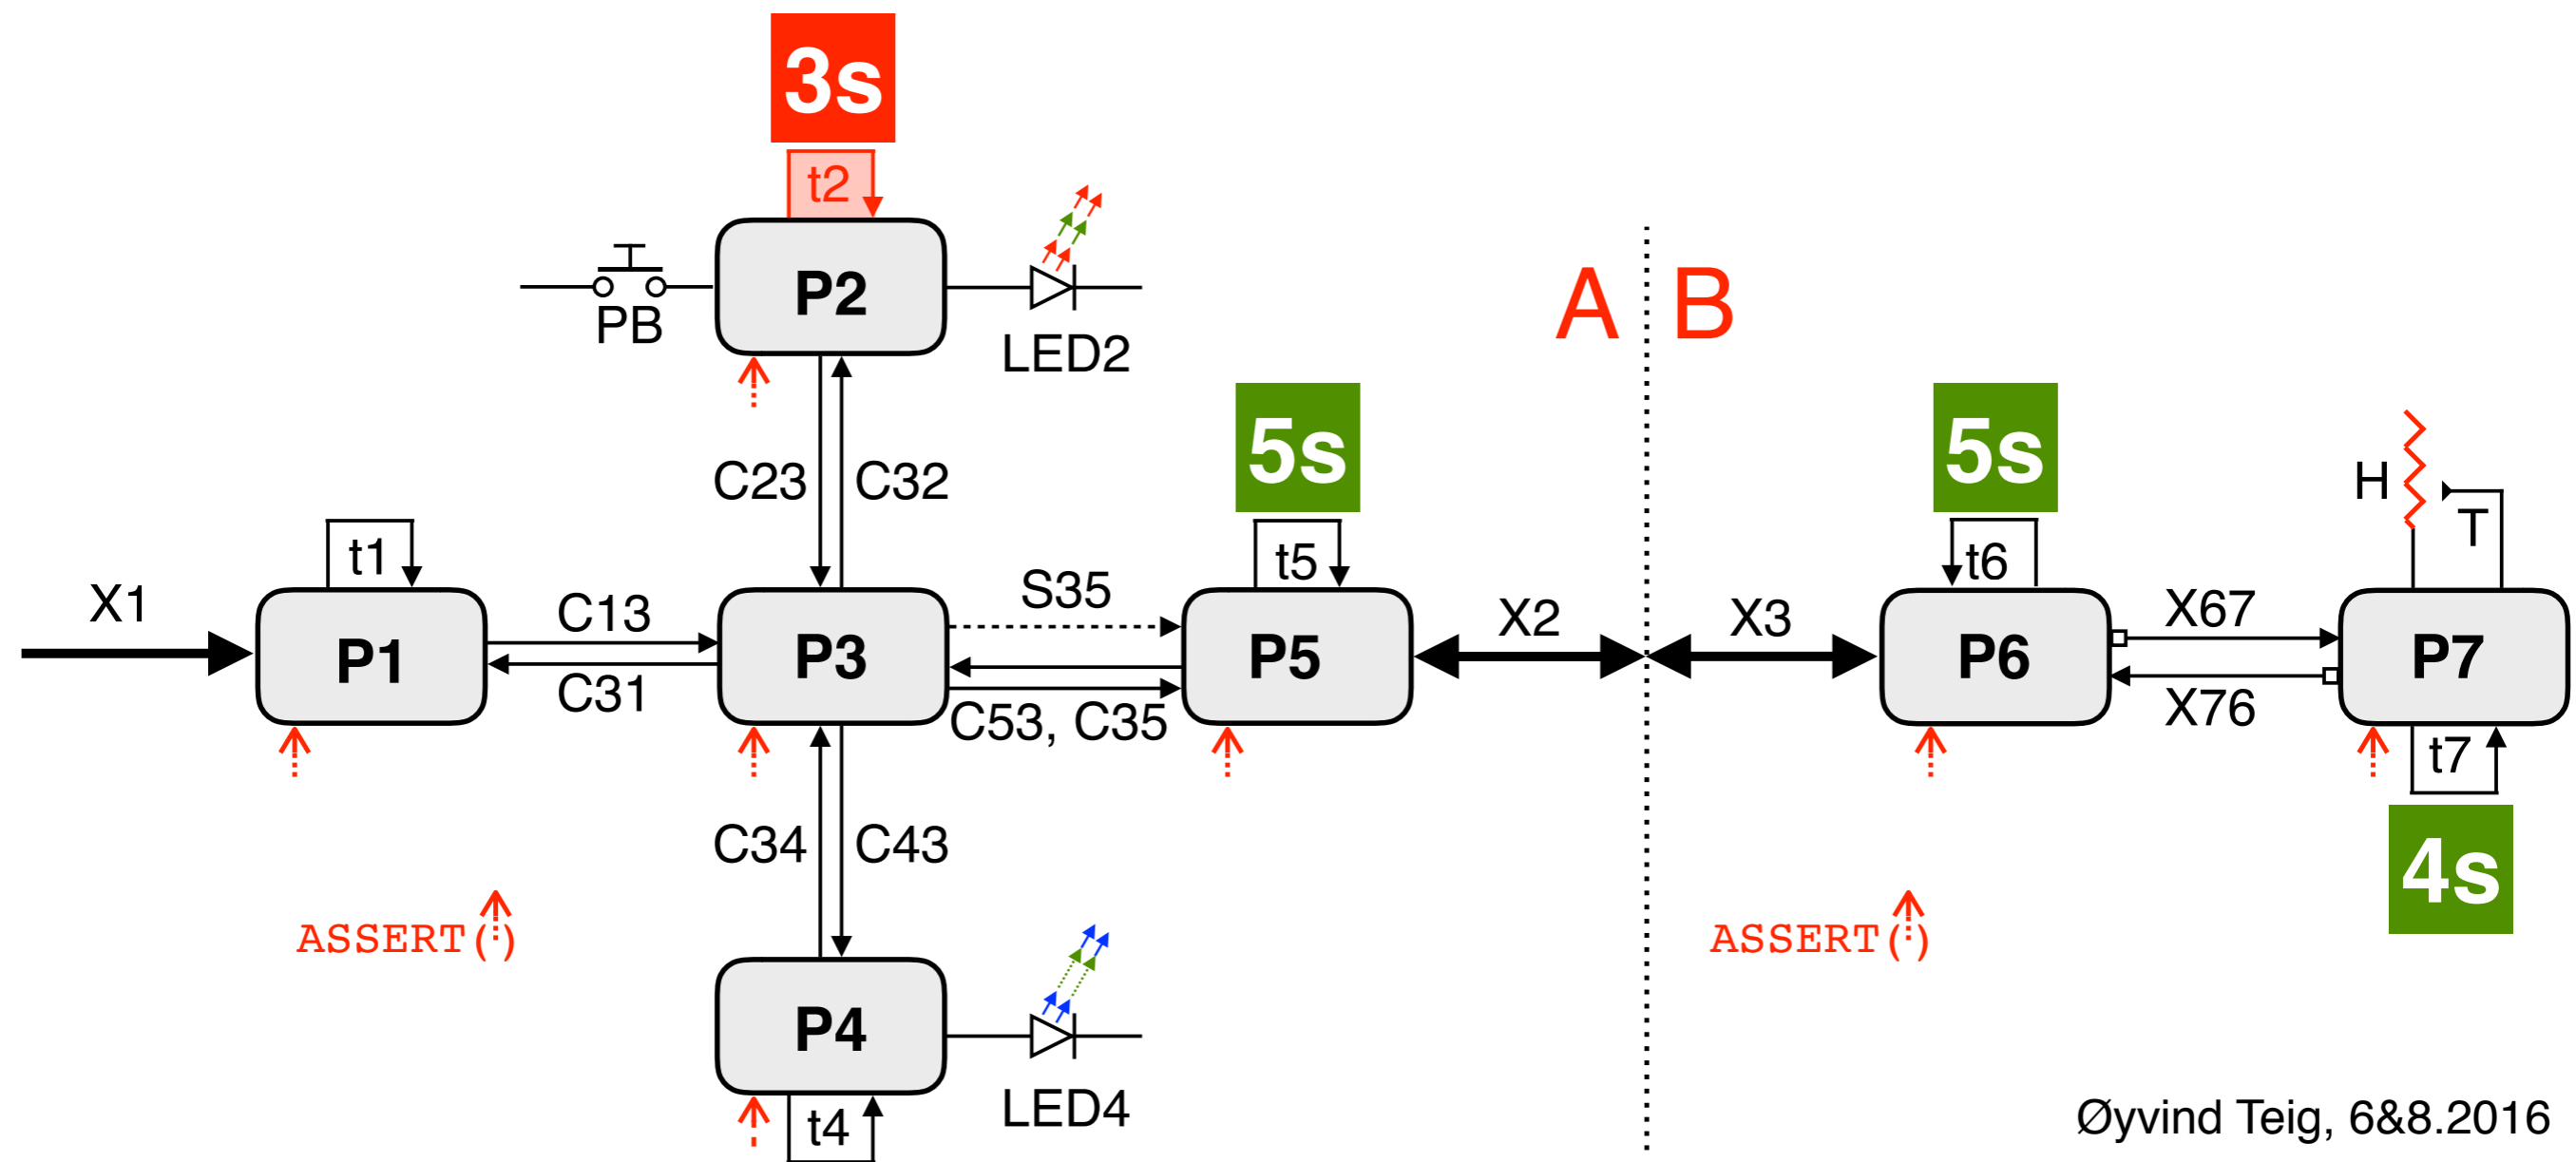 3s
t2
P2
PB
LED2
A
B
C23
C32
5s
5s
H
T
X1
t1
C13
C31
P1
P3
S35
C53, C35
t5
P5
X2
X3
t6
P6
X67
X76
P7
t7
4s
C34
C43
ASSERT( )
ASSERT( )
P4
LED4
t4
Øyvind Teig, 6&8.2016